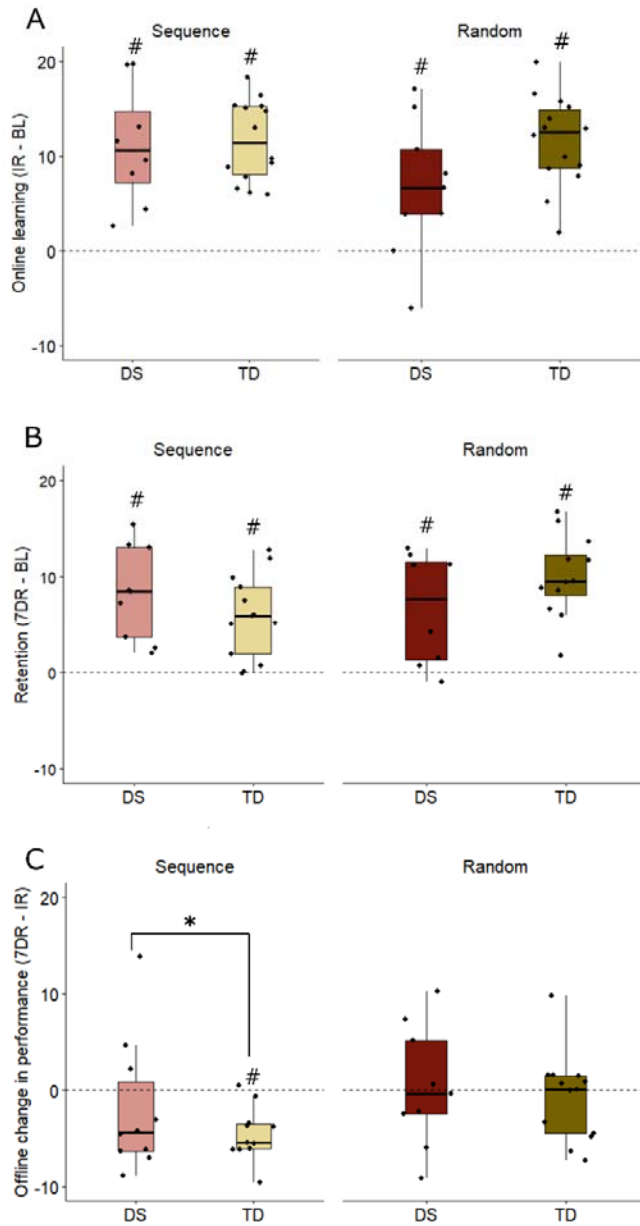 A
Sequence
Random
Online learning (IR - BL)
20
10
0
-10
#
#
#
#
DS
TD
DS
TD
B
Sequence
Random
Retention (7DR - BL)
20
10
0
-10
#
#
#
#
DS
TD
DS
TD
C
Sequence
Random
Offline change in performance (7DR - IR)
20
10
0
-10
*
#
DS
TD
DS
TD